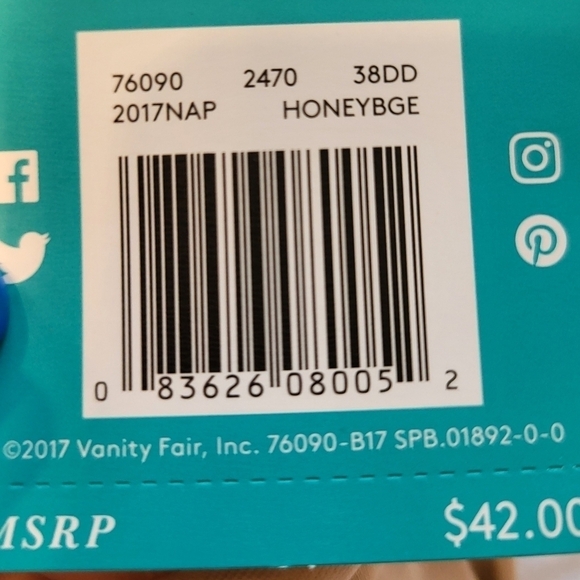 76090 2470 38DD
2017NAP HONEYBGE
0 83626 08005 2
©2017 Vanity Fair, Inc. 76090-B17 SPB.01892-0-0
MSRP $42.00